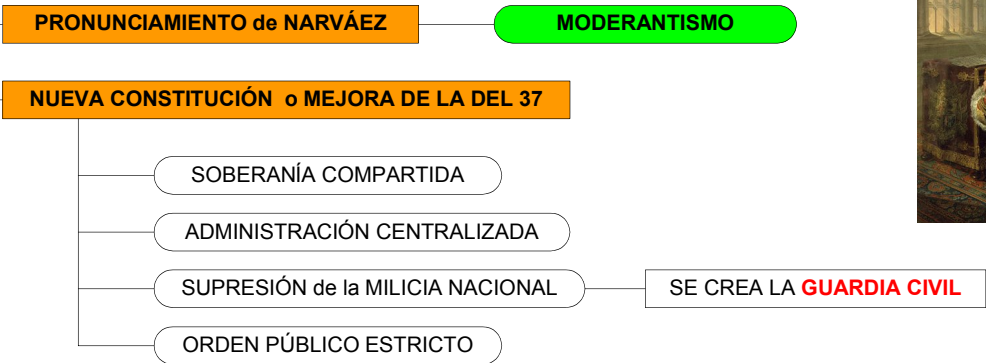 PRONUNCIAMIENTO de NARVÁEZ
MODERANTISMO
NUEVA CONSTITUCIÓN o MEJORA DE LA DEL 37
SOBERANÍA COMPARTIDA
ADMINISTRACIÓN CENTRALIZADA
SUPRESIÓN de la MILICIA NACIONAL
SE CREA LA GUARDIA CIVIL
ORDEN PÚBLICO ESTRICTO